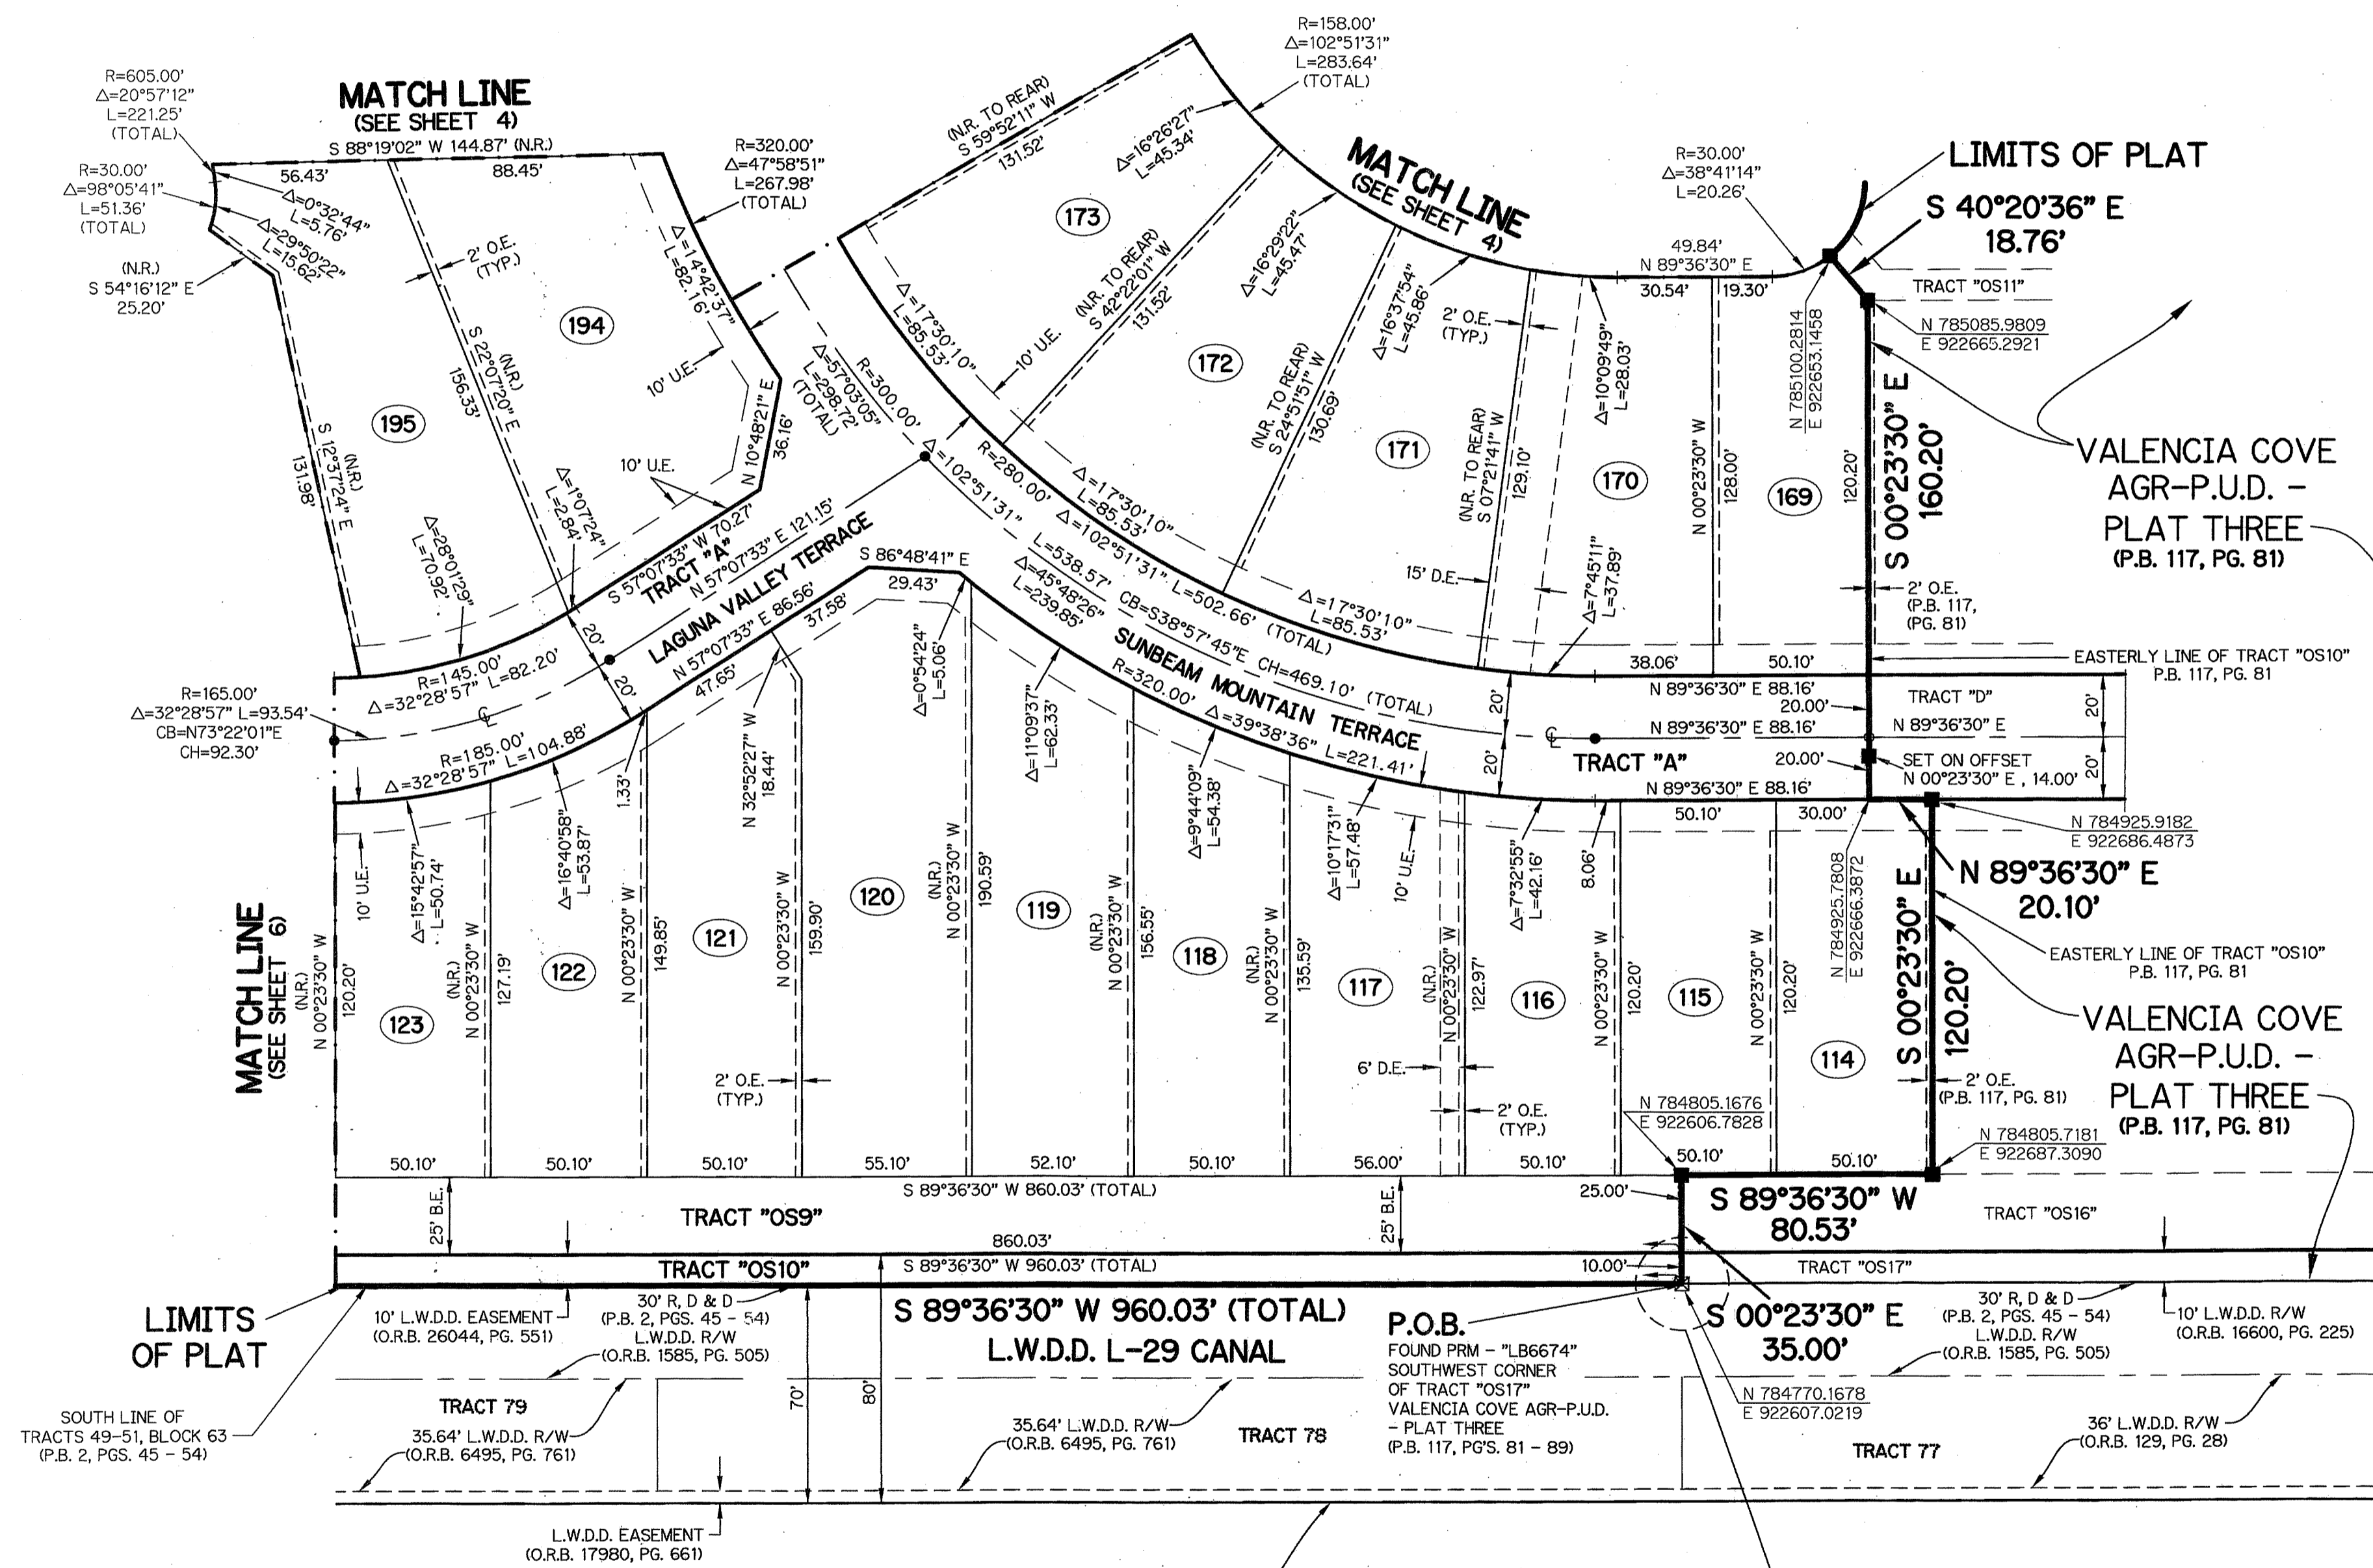 R=605.00'
Δ=20°57'12"
L=221.25'
(TOTAL)
R=30.00'
Δ=98°05'41"
L=51.36'
(TOTAL)
(N.R.)
S 54°16'12" E
25.20'
MATCH LINE
(SEE SHEET 4)
S 88°19'02" W 144.87' (N.R.)
56.43'
88.45'
Δ=0°32'44"
L=5.76'
Δ=29°50'22"
L=15.62'
2' O.E.
(TYP.)
R=320.00'
Δ=47°58'51"
L=267.98'
(TOTAL)
Δ=14°42'37"
L=82.16'
194
195
(N.R.)
S 22°07'20" E
156.33'
(N.R.)
S 12°37'24" E
131.98'
10' U.E.
10' U.E.
N 10°48'21" E
36.16'
Δ=1°07'24"
L=2.84'
Δ=28°01'29"
L=70.92'
S 57°07'33" W 70.27'
TRACT "A"
N 57°07'33" E 121.15'
LAGUNA VALLEY TERRACE
N 57°07'33" E 86.56'
47.65'
37.58'
20'
20'
R=145.00'
Δ=32°28'57" L=82.20'
R=165.00'
Δ=32°28'57" L=93.54'
CB=N73°22'01"E
CH=92.30'
R=185.00'
Δ=32°28'57" L=104.88'
(N.R. TO REAR)
S 59°52'11" W
131.52'
R=158.00'
Δ=102°51'31"
L=283.64'
(TOTAL)
Δ=16°26'27"
L=45.34'
173
MATCH LINE
(SEE SHEET 4)
(N.R. TO REAR)
S 42°22'01" W
131.52'
Δ=16°29'22"
L=45.47'
Δ=17°30'10"
L=85.53'
10' U.E.
172
Δ=16°37'54"
L=45.86'
(N.R. TO REAR)
S 24°51'51" W
130.69'
171
2' O.E.
(TYP.)
(N.R. TO REAR)
S 07°21'41" W
129.10'
15' D.E.
Δ=10°09'49"
L=28.03'
170
N 00°23'30" W
128.00'
169
120.20'
R=30.00'
Δ=38°41'14"
L=20.26'
49.84'
N 89°36'30" E
30.54'
19.30'
LIMITS OF PLAT
S 40°20'36" E
18.76'
TRACT "OS11"
N 785100.2814
E 922653.1458
N 785085.9809
E 922665.2921
S 00°23'30" E
160.20'
VALENCIA COVE
AGR-P.U.D. -
PLAT THREE
(P.B. 117, PG. 81)
2' O.E.
(P.B. 117,
(PG. 81)
EASTERLY LINE OF TRACT "OS10"
P.B. 117, PG. 81
Δ=57°03'05"
L=298.72'
(TOTAL)
R=300.00'
Δ=102°51'31"
L=538.57'
CB=S38°57'45"E CH=469.10' (TOTAL)
R=280.00'
Δ=102°51'31" L=502.66' (TOTAL)
Δ=17°30'10"
L=85.53'
Δ=17°30'10"
L=85.53'
Δ=7°45'11"
L=37.89'
Δ=45°48'26"
L=239.85'
SUNBEAM MOUNTAIN TERRACE
R=320.00' Δ=39°38'36" L=221.41'
S 86°48'41" E
29.43'
Δ=0°54'24"
L=5.06'
Δ=11°09'37"
L=62.33'
Δ=9°44'09"
L=54.38'
Δ=10°17'31"
L=57.48'
10' U.E.
Δ=7°32'55"
L=42.16'
8.06'
38.06'
50.10'
N 89°36'30" E 88.16'
20.00'
N 89°36'30" E 88.16'
TRACT "A"
20.00'
N 89°36'30" E 88.16'
20'
20'
TRACT "D"
N 89°36'30" E
SET ON OFFSET
N 00°23'30" E , 14.00'
20'
20'
50.10'
30.00'
N 784925.9182
E 922686.4873
N 784925.7808
E 922666.3872
N 89°36'30" E
20.10'
EASTERLY LINE OF TRACT "OS10"
P.B. 117, PG. 81
S 00°23'30" E
120.20'
VALENCIA COVE
AGR-P.U.D. -
PLAT THREE
(P.B. 117, PG. 81)
2' O.E.
(P.B. 117, PG. 81)
N 784805.7181
E 922687.3090
N 784805.1676
E 922606.7828
MATCH LINE
(SEE SHEET 6)
(N.R.)
N 00°23'30" W
120.20'
10' U.E.
Δ=15°42'57"
L=50.74'
123
(N.R.)
N 00°23'30" W
127.19'
Δ=16°40'58"
L=53.87'
122
1.33'
N 00°23'30" W
149.85'
121
N 32°52'27" W
18.44'
N 00°23'30" W
159.90'
2' O.E.
(TYP.)
120
(N.R.)
N 00°23'30" W
190.59'
119
(N.R.)
N 00°23'30" W
156.55'
118
(N.R.)
N 00°23'30" W
135.59'
117
6' D.E.
(N.R.)
N 00°23'30" W
122.97'
2' O.E.
(TYP.)
116
N 00°23'30" W
120.20'
115
N 00°23'30" W
120.20'
114
50.10'
50.10'
50.10'
55.10'
52.10'
50.10'
56.00'
50.10'
50.10'
50.10'
S 89°36'30" W 860.03' (TOTAL)
25' B.E.
TRACT "OS9"
25' B.E.
25.00'
S 89°36'30" W
80.53'
TRACT "OS16"
860.03'
TRACT "OS10"
S 89°36'30" W 960.03' (TOTAL)
10.00'
TRACT "OS17"
LIMITS
OF PLAT
10' L.W.D.D. EASEMENT
(O.R.B. 26044, PG. 551)
30' R, D & D
(P.B. 2, PGS. 45 - 54)
L.W.D.D. R/W
(O.R.B. 1585, PG. 505)
S 89°36'30" W 960.03' (TOTAL)
L.W.D.D. L-29 CANAL
P.O.B.
FOUND PRM - "LB6674"
SOUTHWEST CORNER
OF TRACT "OS17"
VALENCIA COVE AGR-P.U.D.
- PLAT THREE
(P.B. 117, PG'S. 81 - 89)
S 00°23'30" E
35.00'
N 784770.1678
E 922607.0219
30' R, D & D
(P.B. 2, PGS. 45 - 54)
L.W.D.D. R/W
(O.R.B. 1585, PG. 505)
10' L.W.D.D. R/W
(O.R.B. 16600, PG. 225)
SOUTH LINE OF
TRACTS 49-51, BLOCK 63
(P.B. 2, PGS. 45 - 54)
TRACT 79
35.64' L.W.D.D. R/W
(O.R.B. 6495, PG. 761)
70'
80'
35.64' L.W.D.D. R/W
(O.R.B. 6495, PG. 761)
TRACT 78
TRACT 77
36' L.W.D.D. R/W
(O.R.B. 129, PG. 28)
L.W.D.D. EASEMENT
(O.R.B. 17980, PG. 661)